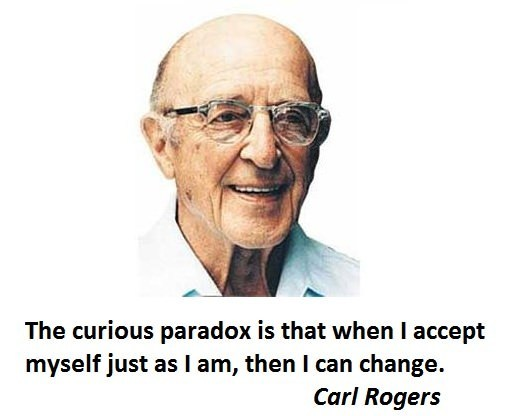 The curious paradox is that when I accept
myself just as I am, then I can change.
Carl Rogers